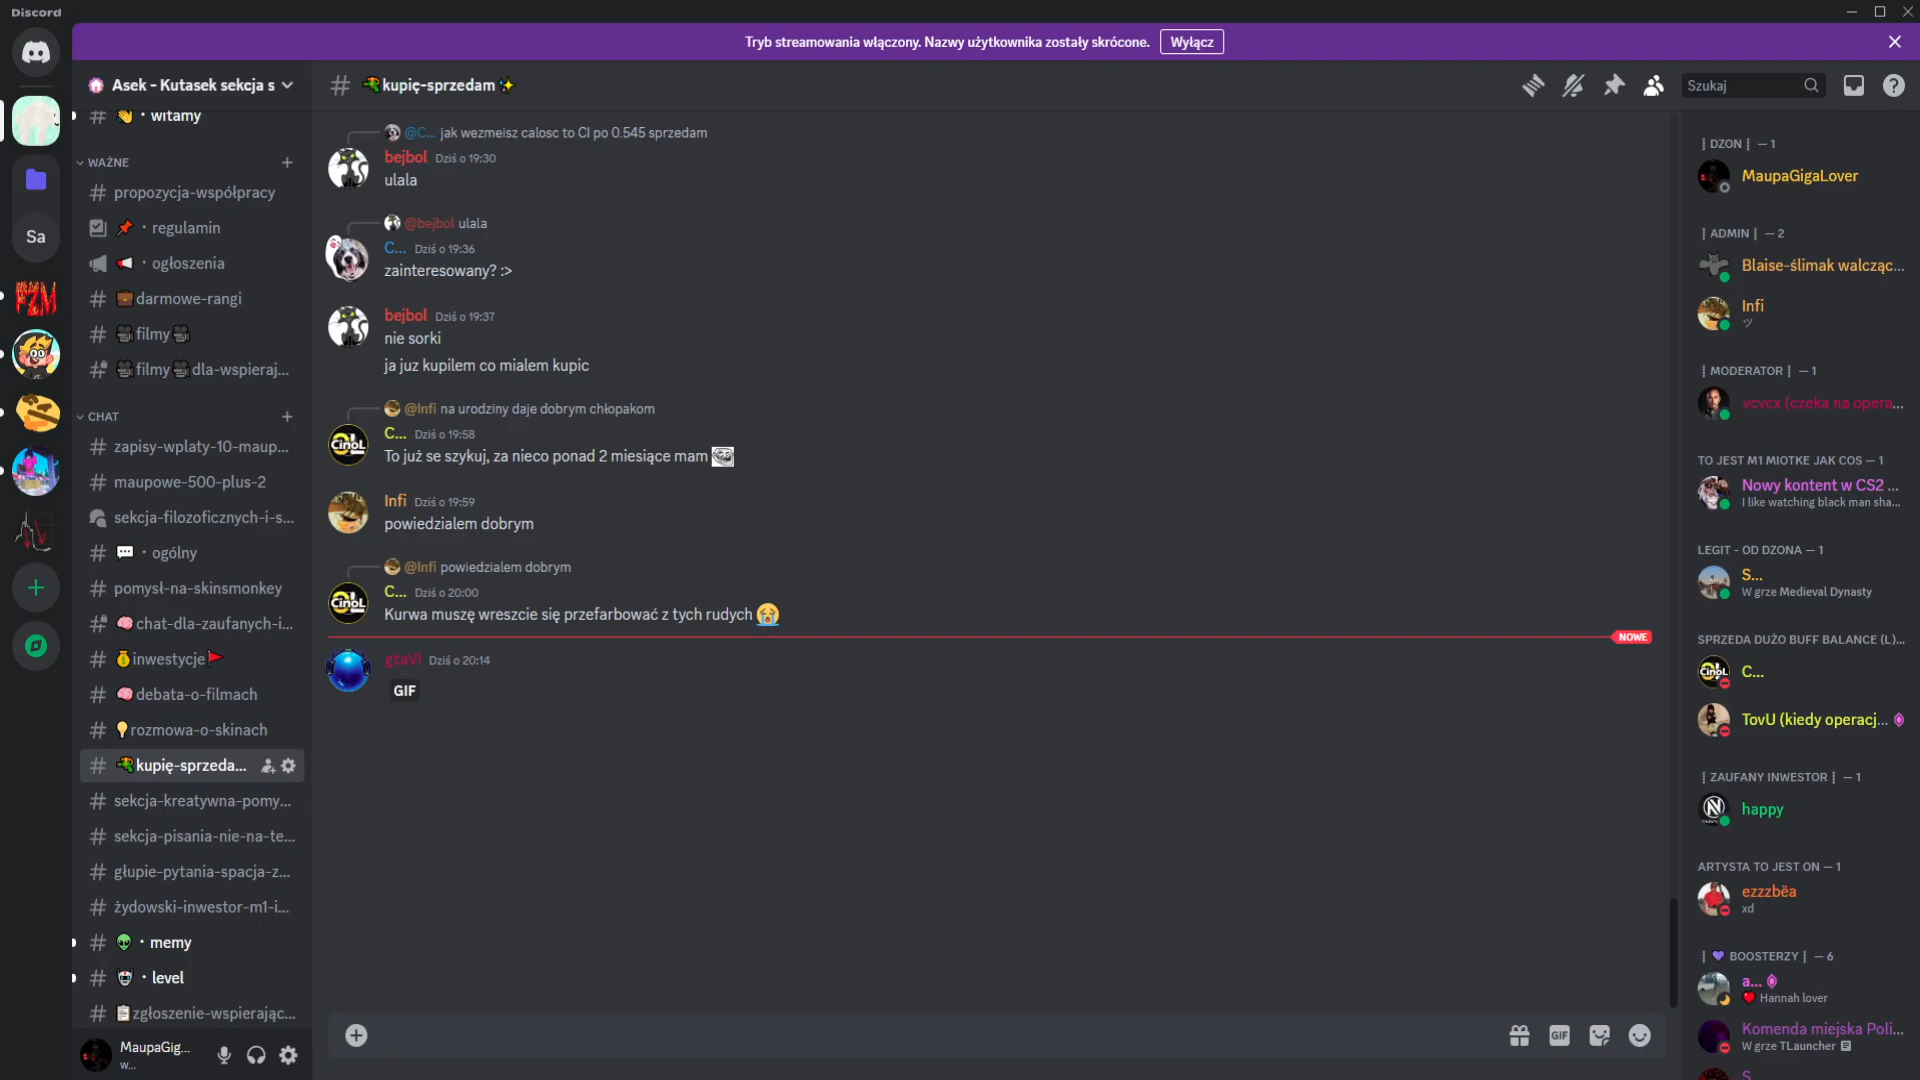 Discord
Tryb streamowania włączony. Nazwy użytkownika zostały skrócone.
Wyłącz
Asek - Kutasek sekcja s
kupię-sprzedam
Szukaj
witamy
WAŻNE
propozycja-współpracy
regulamin
ogłoszenia
darmowe-rangi
filmy
filmy dla-wspieraj...
CHAT
zapisy-wplaty-10-maup...
maupowe-500-plus-2
sekcja-filozoficznych-i-s...
ogólny
pomysł-na-skinsmonkey
chat-dla-zaufanych-i...
inwestycje
debata-o-filmach
rozmowa-o-skinach
kupię-sprzeda...
sekcja-kreatywna-pomy...
sekcja-pisania-nie-na-te...
głupie-pytania-spacja-z...
żydowski-inwestor-m1-i...
memy
level
zgłoszenie-wspierając...
MaupaGig...
w...
Sa
@C... jak wezmeisz calosc to CI po 0.545 sprzedam
bejbol Dziś o 19:30
ulala
@bejbol ulala
C... Dziś o 19:36
zainteresowany? :>
bejbol Dziś o 19:37
nie sorki
ja juz kupilem co mialem kupic
@Infi na urodziny daje dobrym chłopakom
C... Dziś o 19:58
To już se szykuj, za nieco ponad 2 miesiące mam
Infi Dziś o 19:59
powiedzialem dobrym
@Infi powiedzialem dobrym
C... Dziś o 20:00
Kurwa muszę wreszcie się przefarbować z tych rudych
NOWE
gtaVI Dziś o 20:14
GIF
GIF
┇DZON┇ — 1
MaupaGigaLover
┇ADMIN┇ — 2
Blaise-ślimak walcząc...
Infi
ツ
┇MODERATOR┇ — 1
vcvcx (czeka na opera...
TO JEST M1 MIOTKE JAK COS — 1
Nowy kontent w CS2 ...
I like watching black man sha...
LEGIT - OD DZONA — 1
S...
W grze Medieval Dynasty
SPRZEDA DUŻO BUFF BALANCE (L)...
C...
TovU (kiedy operacj...
┇ZAUFANY INWESTOR┇ — 1
happy
ARTYSTA TO JEST ON — 1
ezzzbēa
xd
┇BOOSTERZY┇ — 6
a...
Hannah lover
Komenda miejska Poli...
W grze TLauncher